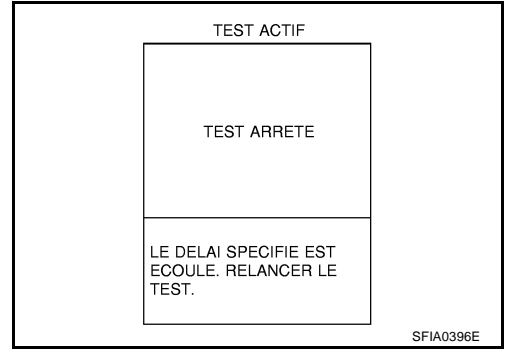 TEST ACTIF
TEST ARRETE
LE DELAI SPECIFIE EST
ECOULE. RELANCER LE
TEST.
SFIA0396E